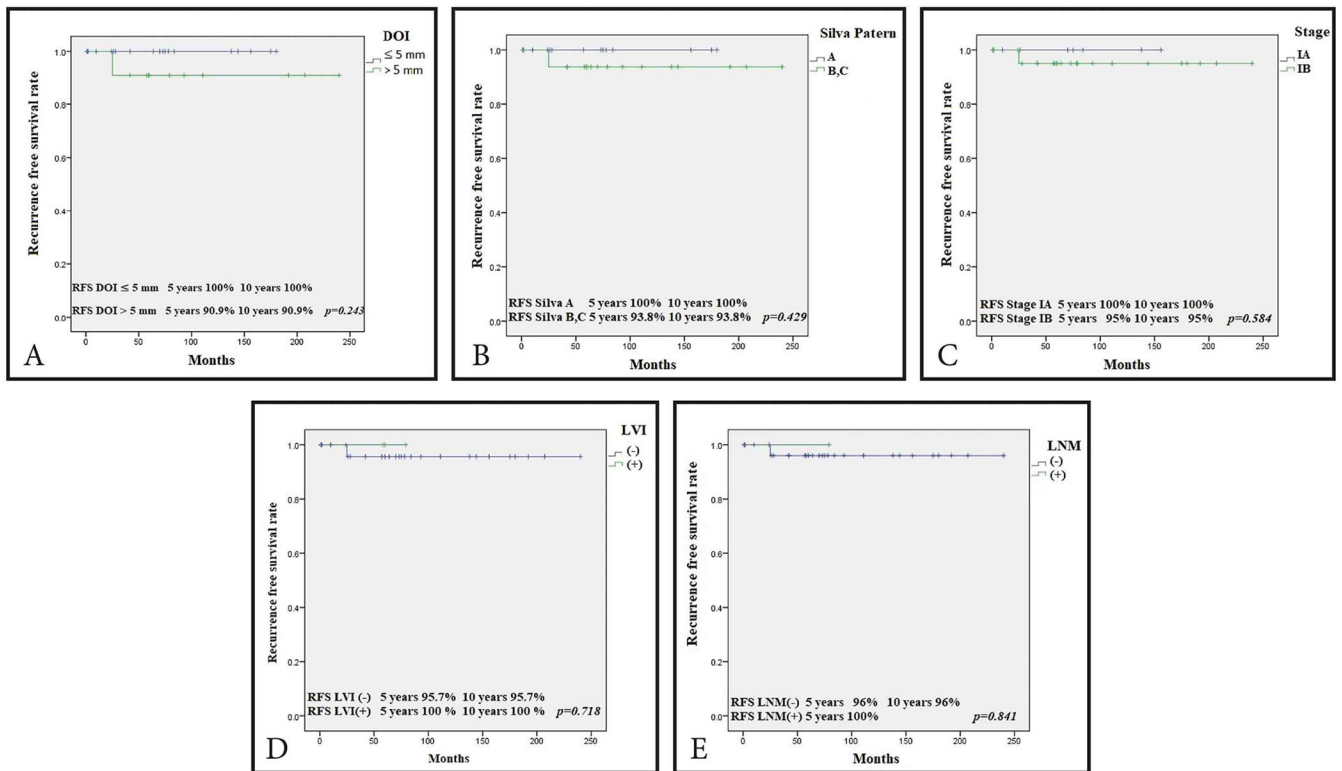 DOI
≤ 5 mm
> 5 mm
Recurrence free survival rate
1.0
0.8
0.6
0.4
0.2
0.0
RFS DOI ≤ 5 mm 5 years 100% 10 years 100%
RFS DOI > 5 mm 5 years 90.9% 10 years 90.9% p=0.243
0 50 100 150 200 250
Months
A
Silva Patern
A
B,C
Recurrence free survival rate
1.0
0.8
0.6
0.4
0.2
0.0
RFS Silva A 5 years 100% 10 years 100%
RFS Silva B,C 5 years 93.8% 10 years 93.8% p=0.429
0 50 100 150 200 250
Months
B
Stage
IA
IB
Recurrence free survival rate
1.0
0.8
0.6
0.4
0.2
0.0
RFS Stage IA 5 years 100% 10 years 100%
RFS Stage IB 5 years 95% 10 years 95% p=0.584
0 50 100 150 200 250
Months
C
LVI
(-)
(+)
Recurrence free survival rate
1.0
0.8
0.6
0.4
0.2
0.0
RFS LVI (-) 5 years 95.7% 10 years 95.7%
RFS LVI(+) 5 years 100 % 10 years 100 % p=0.718
0 50 100 150 200 250
Months
D
LNM
(-)
(+)
Recurrence free survival rate
1.0
0.8
0.6
0.4
0.2
0.0
RFS LNM(-) 5 years 96% 10 years 96%
RFS LNM(+) 5 years 100% p=0.841
0 50 100 150 200 250
Months
E